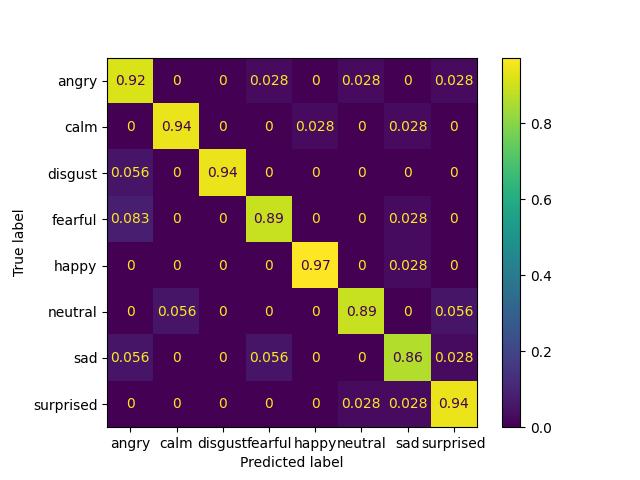 angry 0.92 0 0 0.028 0 0.028 0 0.028
calm 0 0.94 0 0 0.028 0 0.028 0
0.8
disgust 0.056 0 0.94 0 0 0 0 0
fearful 0.083 0 0 0.89 0 0 0.028 0
0.6
True label
happy 0 0 0 0 0.97 0 0.028 0
0.4
neutral 0 0.056 0 0 0 0.89 0 0.056
0.2
sad 0.056 0 0 0.056 0 0 0.86 0.028
surprised 0 0 0 0 0 0.028 0.028 0.94
0.0
angry calm disgust fearful happy neutral sad surprised
Predicted label